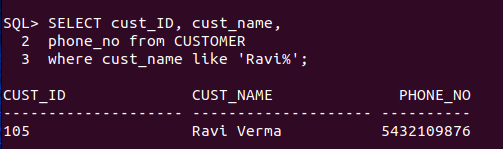 SQL> SELECT cust_ID, cust_name,
  2  phone_no from CUSTOMER
  3  where cust_name like 'Ravi%';
CUST_ID              CUST_NAME              PHONE_NO
-------------------- -------------------- ----------
105                  Ravi Verma           5432109876